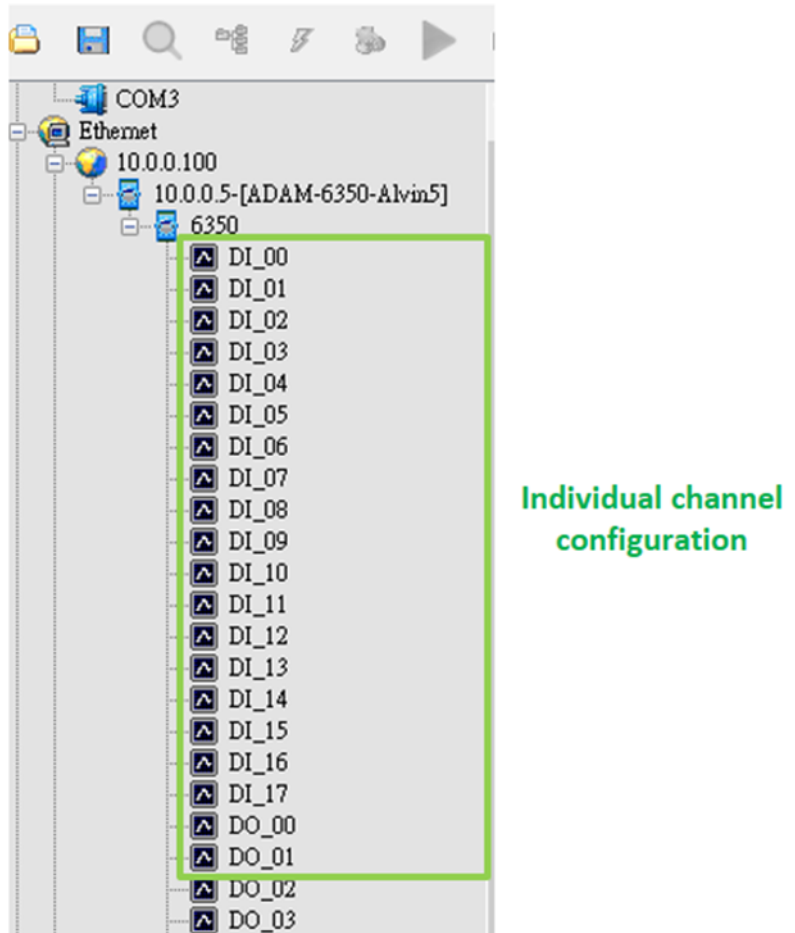 COM3
Ethernet
10.0.0.100
10.0.0.5-[ADAM-6350-Alvin5]
6350
DI_00
DI_01
DI_02
DI_03
DI_04
DI_05
DI_06
DI_07
DI_08
DI_09
DI_10
DI_11
DI_12
DI_13
DI_14
DI_15
DI_16
DI_17
DO_00
DO_01
DO_02
DO_03
Individual channel
configuration